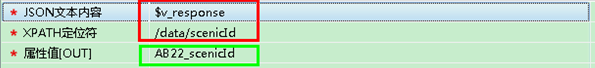 * JSON文本内容 $v_response
* XPATH定位符 /data/scenicId
* 属性值[OUT] AB22_scenicId